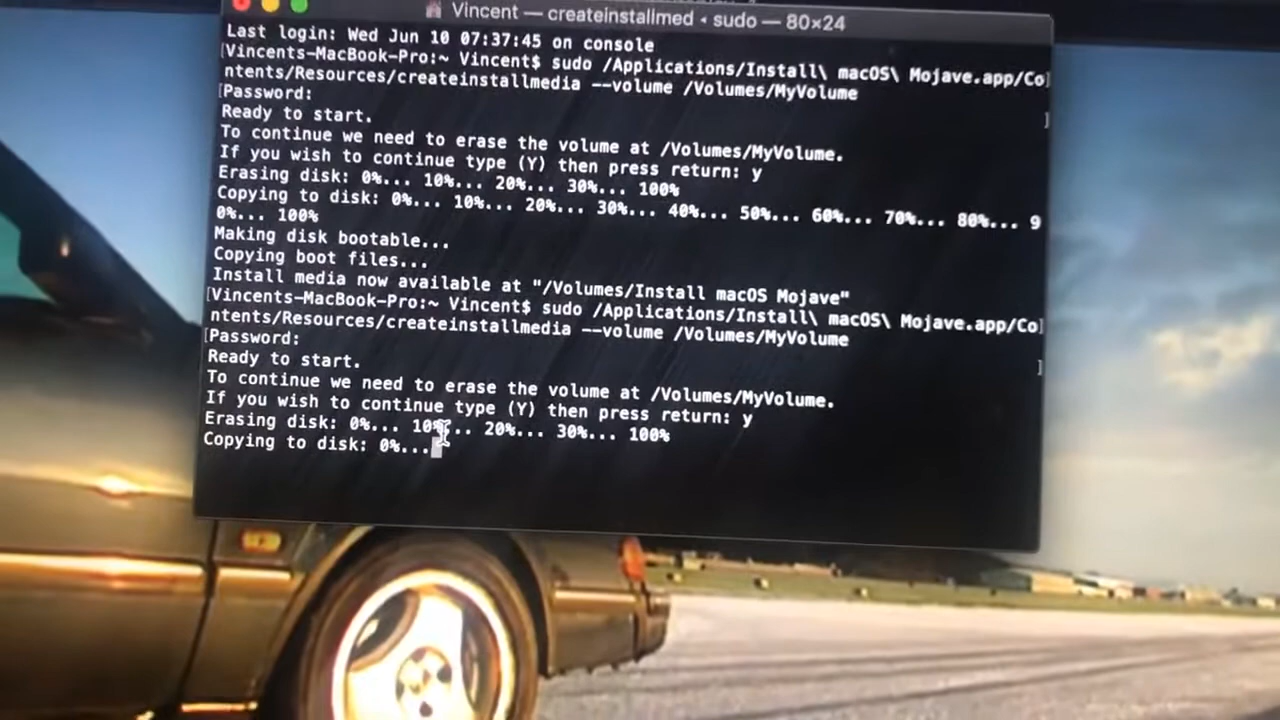 Vincent — createinstallmed ◂ sudo — 80×24
Last login: Wed Jun 10 07:37:45 on console
[Vincents-MacBook-Pro:~ Vincent$ sudo /Applications/Install\ macOS\ Mojave.app/Co]
ntents/Resources/createinstallmedia --volume /Volumes/MyVolume
[Password: ]
Ready to start.
To continue we need to erase the volume at /Volumes/MyVolume.
If you wish to continue type (Y) then press return: y
Erasing disk: 0%... 10%... 20%... 30%... 100%
Copying to disk: 0%... 10%... 20%... 30%... 40%... 50%... 60%... 70%... 80%... 9
0%... 100%
Making disk bootable...
Copying boot files...
Install media now available at "/Volumes/Install macOS Mojave"
[Vincents-MacBook-Pro:~ Vincent$ sudo /Applications/Install\ macOS\ Mojave.app/Co]
ntents/Resources/createinstallmedia --volume /Volumes/MyVolume
[Password: ]
Ready to start.
To continue we need to erase the volume at /Volumes/MyVolume.
If you wish to continue type (Y) then press return: y
Erasing disk: 0%... 10%... 20%... 30%... 100%
Copying to disk: 0%...